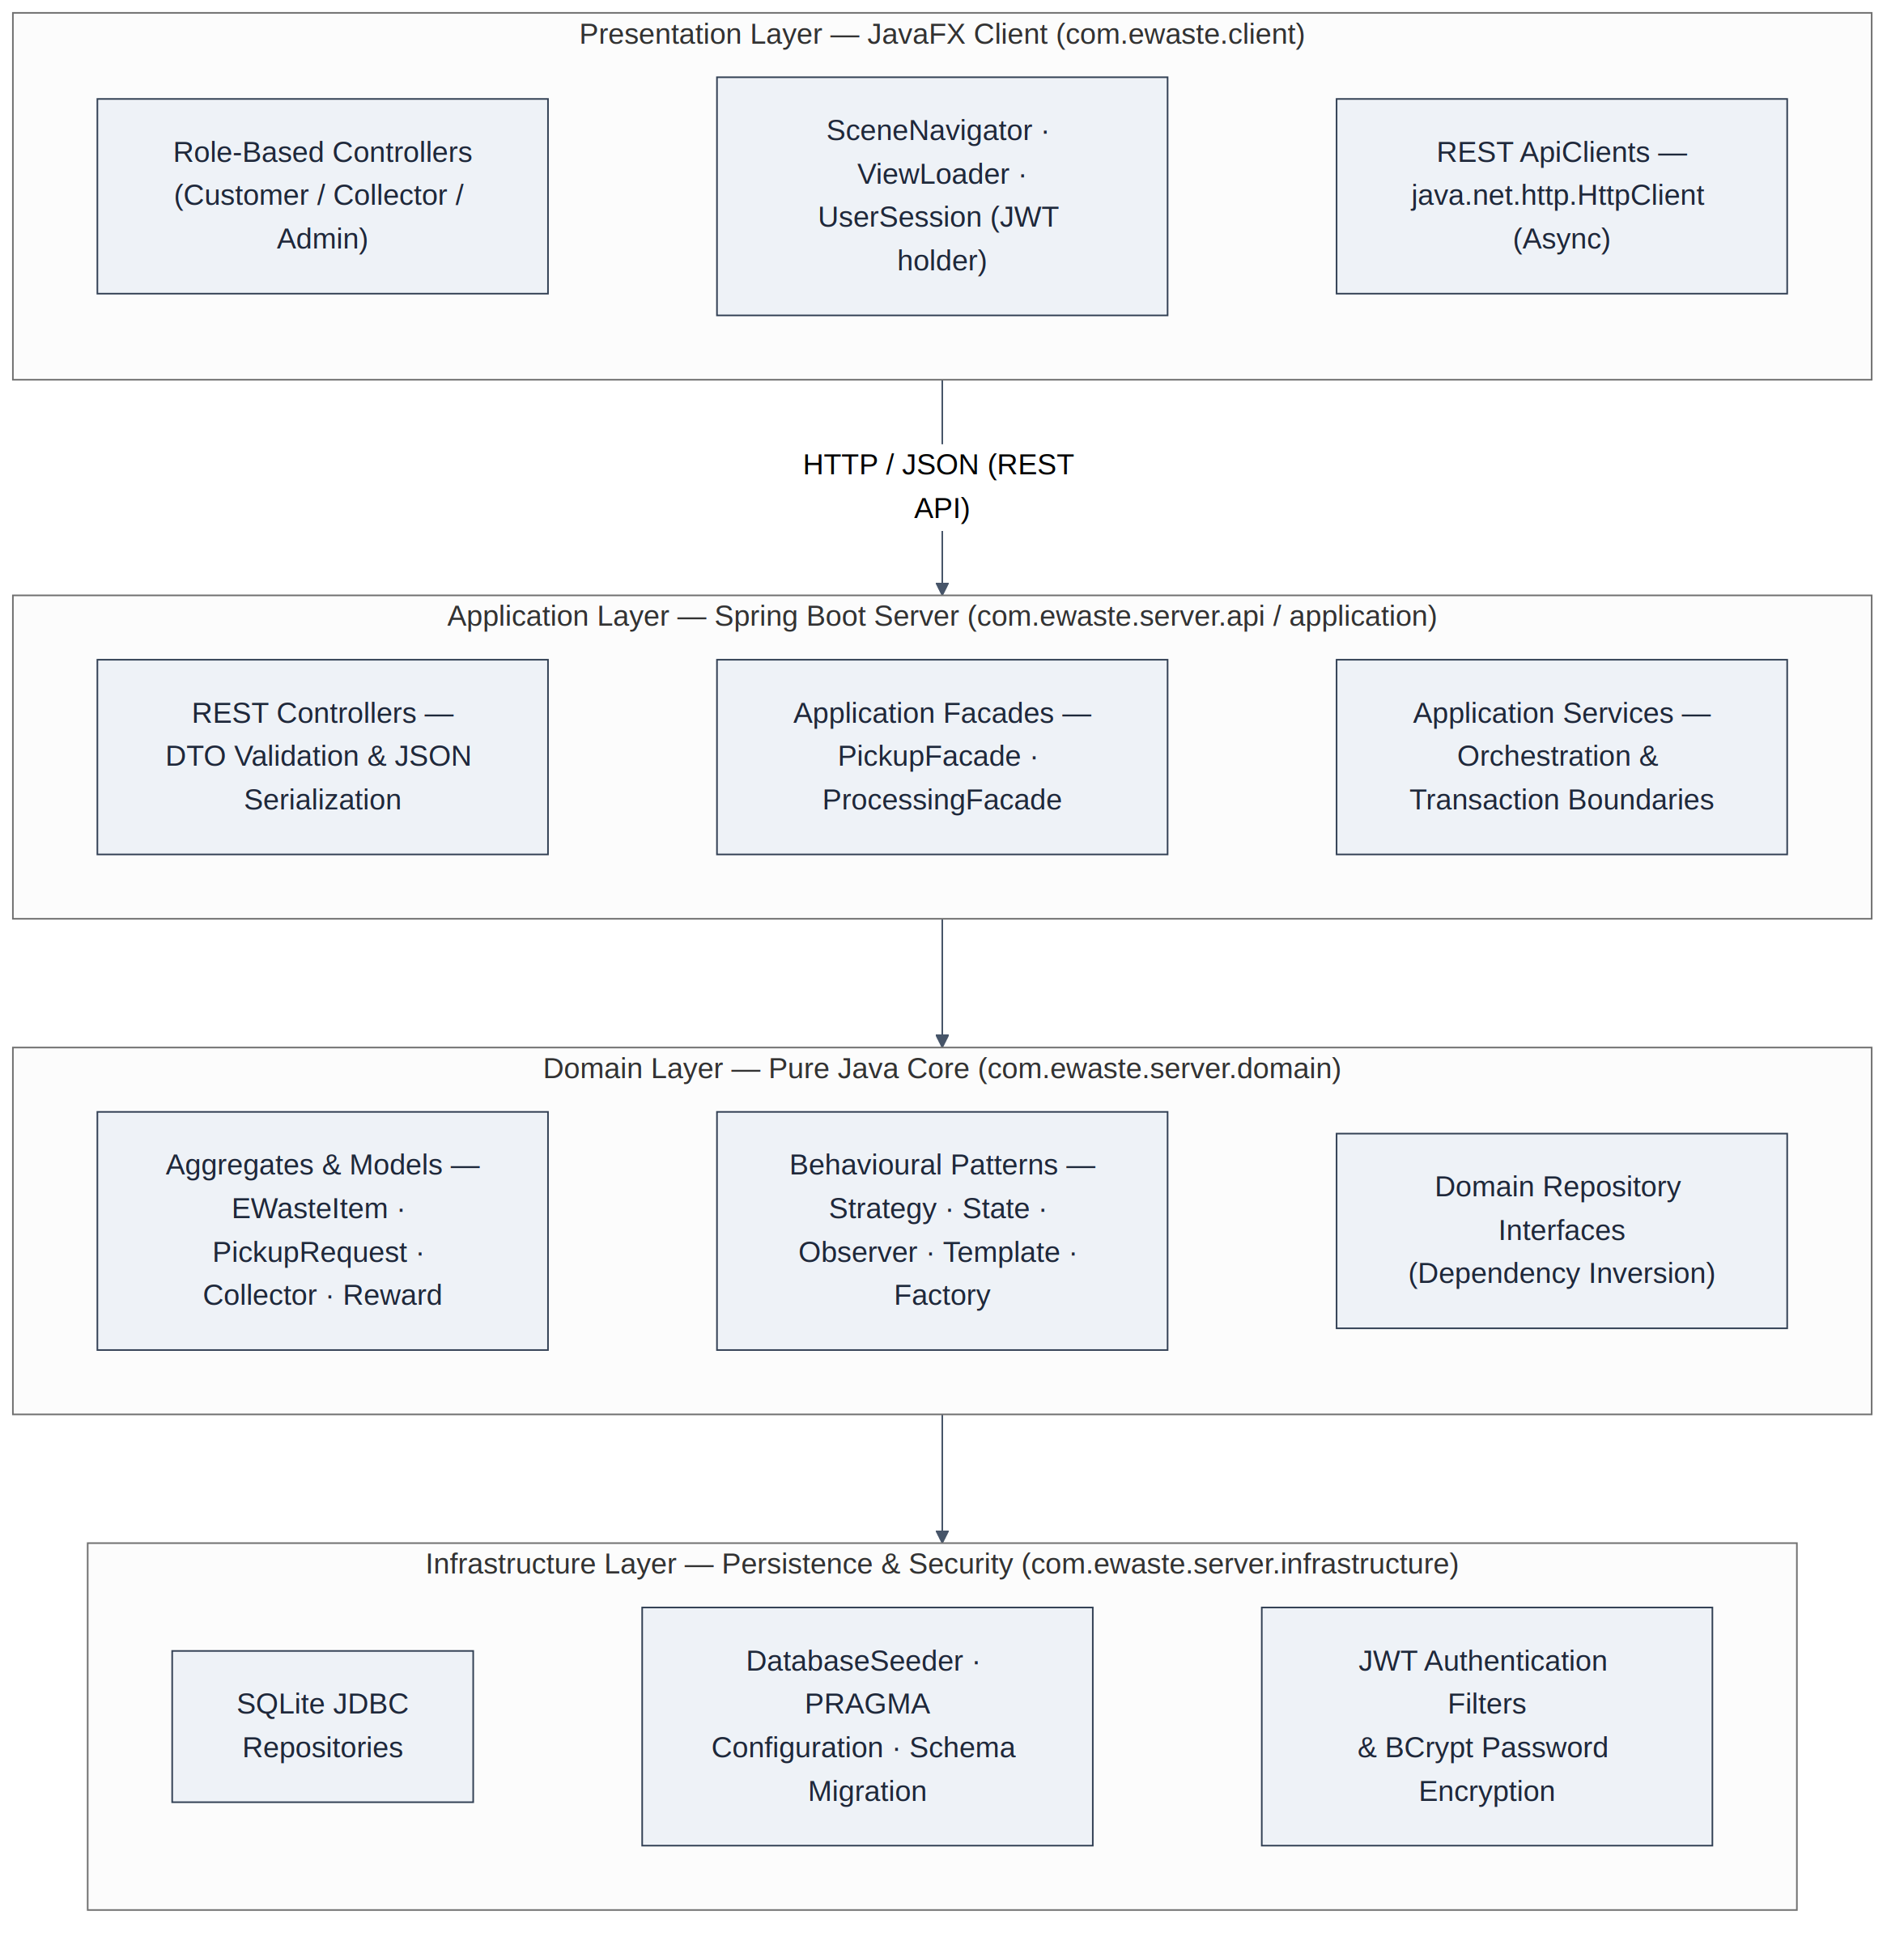 Presentation Layer — JavaFX Client (com.ewaste.client)
Role-Based Controllers
(Customer / Collector /
Admin)
SceneNavigator ·
ViewLoader ·
UserSession (JWT
holder)
REST ApiClients —
java.net.http.HttpClient
(Async)
HTTP / JSON (REST
API)
Application Layer — Spring Boot Server (com.ewaste.server.api / application)
REST Controllers —
DTO Validation & JSON
Serialization
Application Facades —
PickupFacade ·
ProcessingFacade
Application Services —
Orchestration &
Transaction Boundaries
Domain Layer — Pure Java Core (com.ewaste.server.domain)
Aggregates & Models —
EWasteItem ·
PickupRequest ·
Collector · Reward
Behavioural Patterns —
Strategy · State ·
Observer · Template ·
Factory
Domain Repository
Interfaces
(Dependency Inversion)
Infrastructure Layer — Persistence & Security (com.ewaste.server.infrastructure)
SQLite JDBC
Repositories
DatabaseSeeder ·
PRAGMA
Configuration · Schema
Migration
JWT Authentication
Filters
& BCrypt Password
Encryption